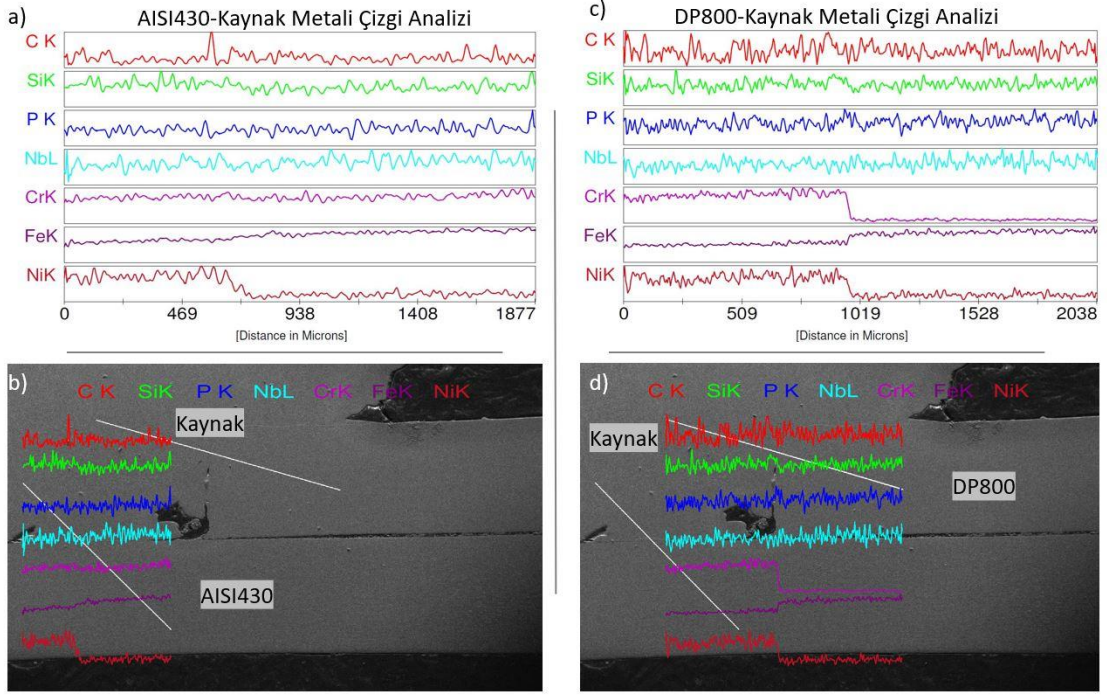 a) AISI430-Kaynak Metali Çizgi Analizi
C K
SiK
P K
NbL
CrK
FeK
NiK
0 469 938 1408 1877
[Distance in Microns]
c) DP800-Kaynak Metali Çizgi Analizi
C K
SiK
P K
NbL
CrK
FeK
NiK
0 509 1019 1528 2038
[Distance in Microns]
b) C K SiK P K NbL CrK FeK NiK
Kaynak
AISI430
d) C K SiK P K NbL CrK FeK NiK
Kaynak
DP800